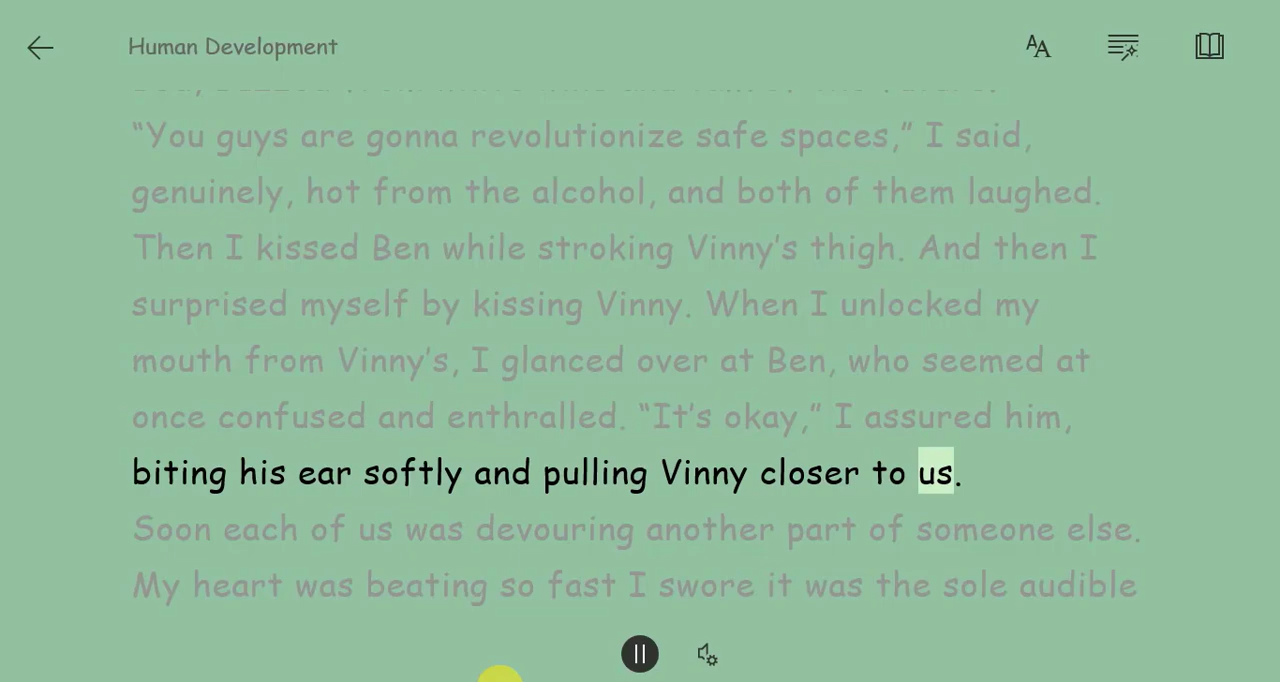 Human Development
“You guys are gonna revolutionize safe spaces,” I said,
genuinely, hot from the alcohol, and both of them laughed.
Then I kissed Ben while stroking Vinny’s thigh. And then I
surprised myself by kissing Vinny. When I unlocked my
mouth from Vinny’s, I glanced over at Ben, who seemed at
once confused and enthralled. “It’s okay,” I assured him,
biting his ear softly and pulling Vinny closer to us.
Soon each of us was devouring another part of someone else.
My heart was beating so fast I swore it was the sole audible